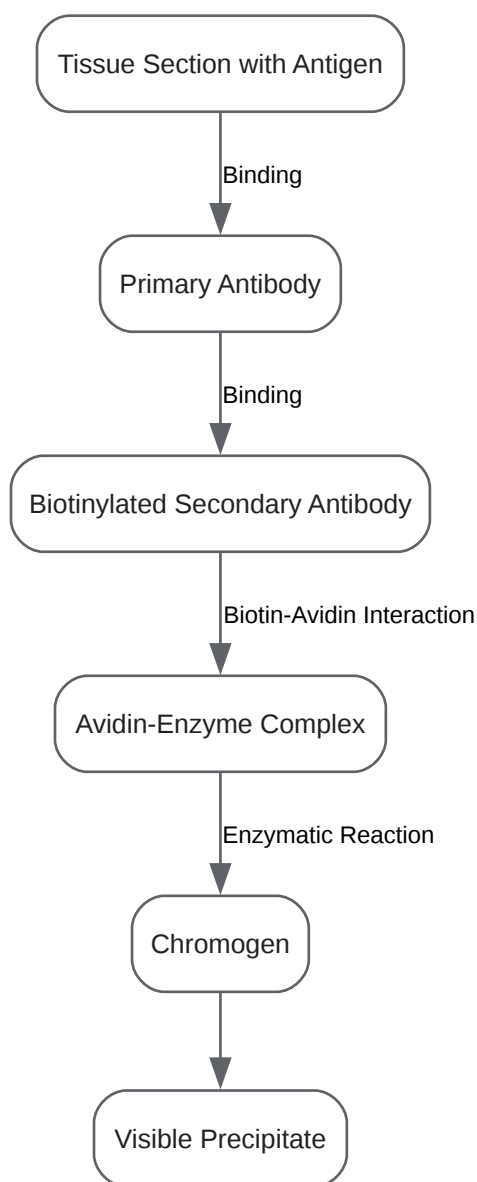 Tissue Section with Antigen
Binding
Primary Antibody
Binding
Biotinylated Secondary Antibody
Biotin-Avidin Interaction
Avidin-Enzyme Complex
Enzymatic Reaction
Chromogen
Visible Precipitate